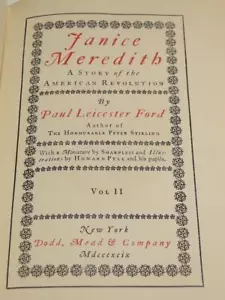 Janice
Meredith
A Story of the
American Revolution
By
Paul Leicester Ford
Author of
The Honorable Peter Stirling
With a Miniature by Sharpless and Illus-
trations by Howard Pyle and his pupils.
Vol II
New York
Dodd, Mead & Company
Mdcccxcix